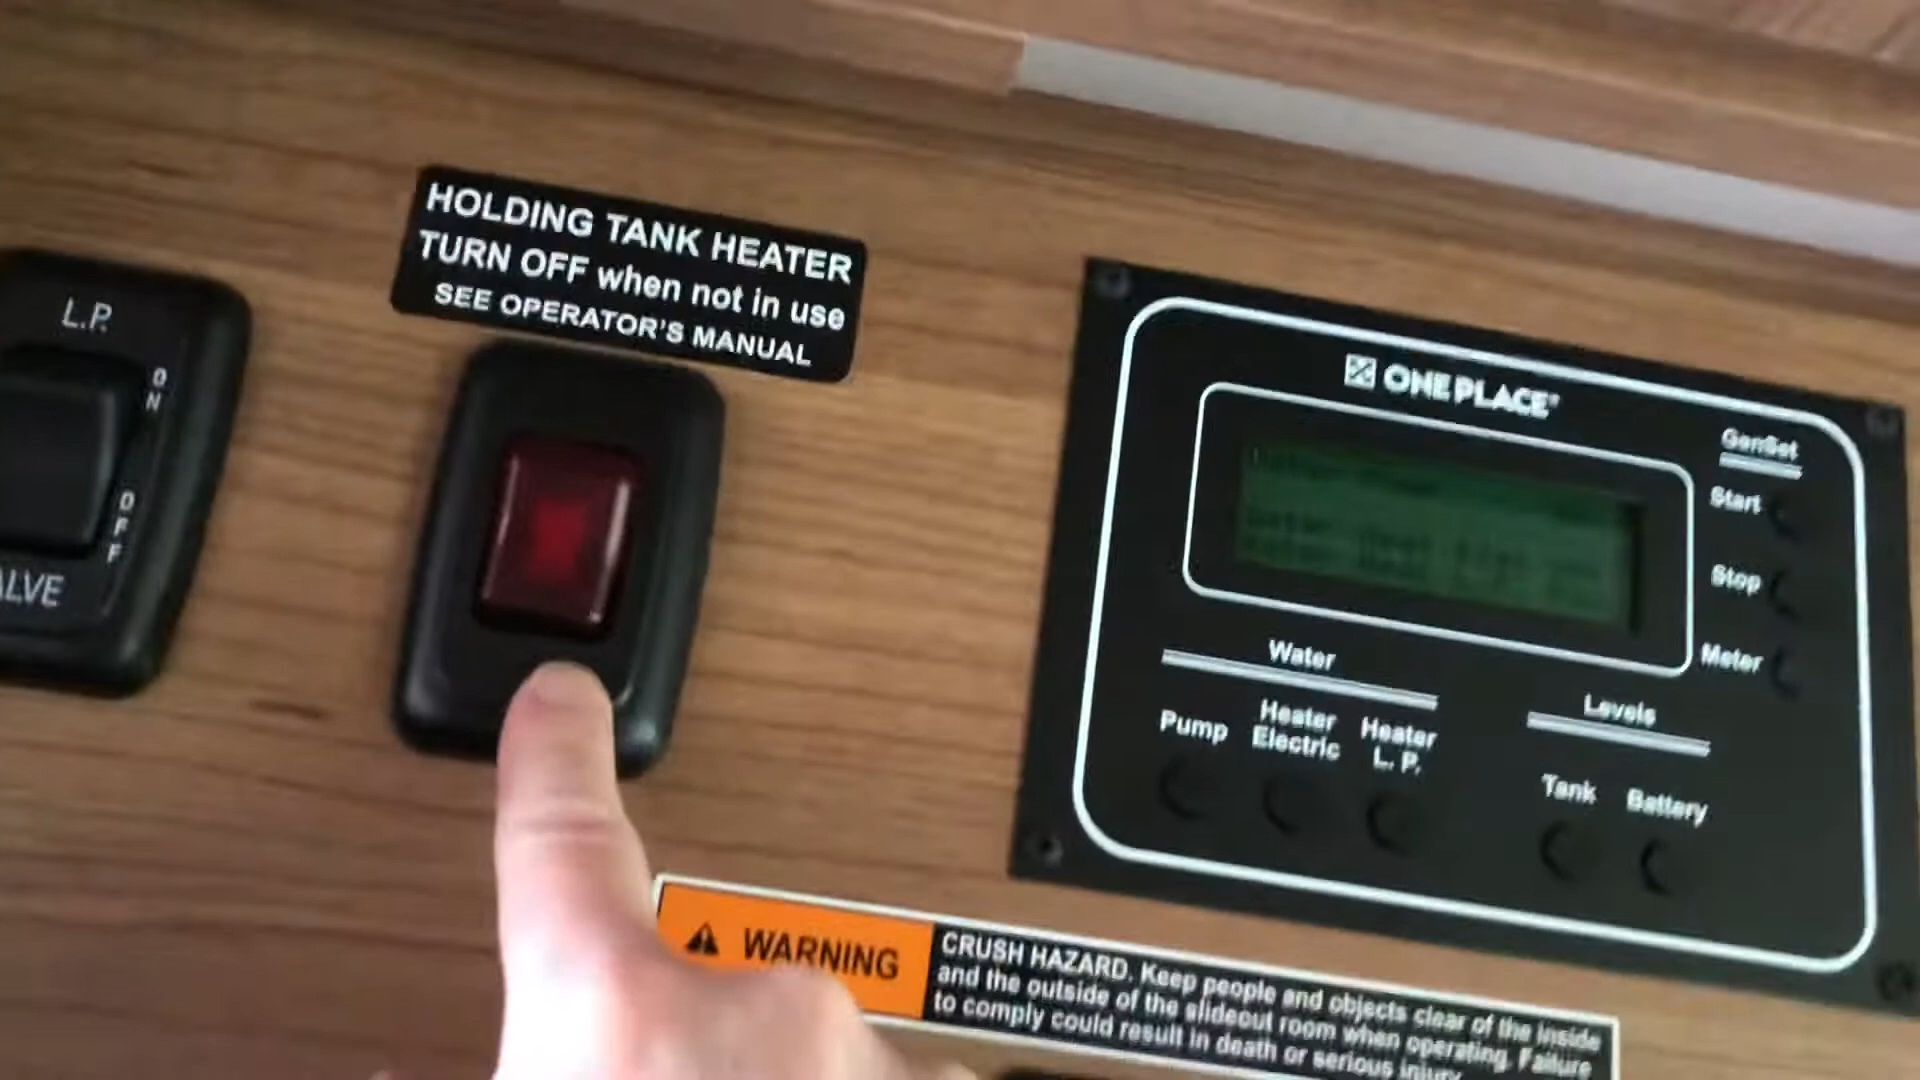 HOLDING TANK HEATER
TURN OFF when not in use
SEE OPERATOR'S MANUAL
L.P.
ON
OFF
ONE PLACE
GenSet
Start
Stop
Meter
Water
Pump
Heater
Electric
Heater
L. P.
Levels
Tank
Battery
WARNING
CRUSH HAZARD. Keep people and objects clear of the inside
and the outside of the slideout room when operating. Failure
to comply could result in death or serious injury.